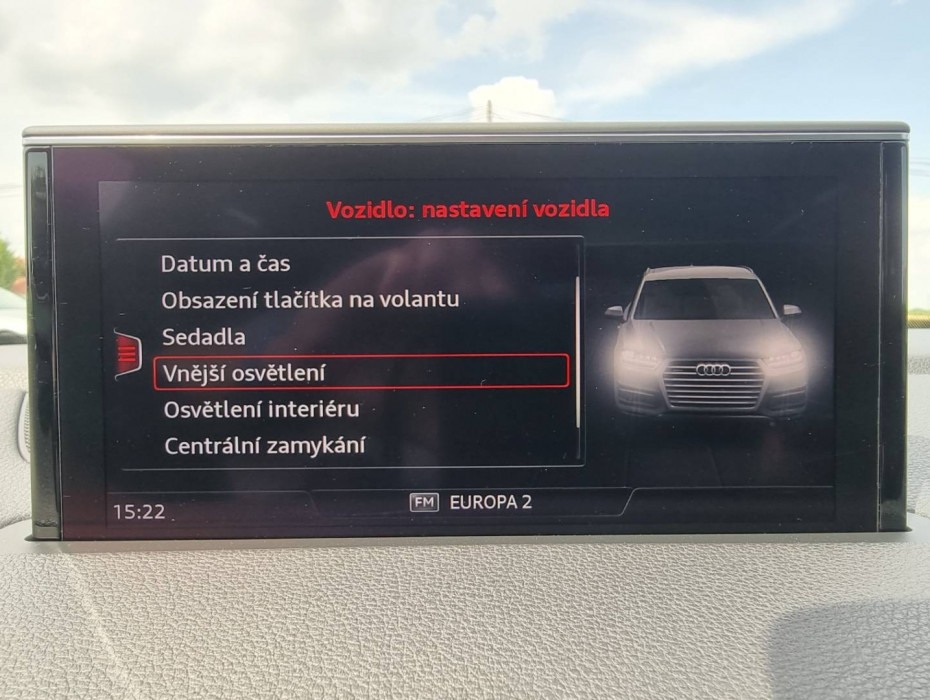 Vozidlo: nastavení vozidla
Datum a čas
Obsazení tlačítka na volantu
Sedadla
Vnější osvětlení
Osvětlení interiéru
Centrální zamykání
15:22
FM EUROPA 2